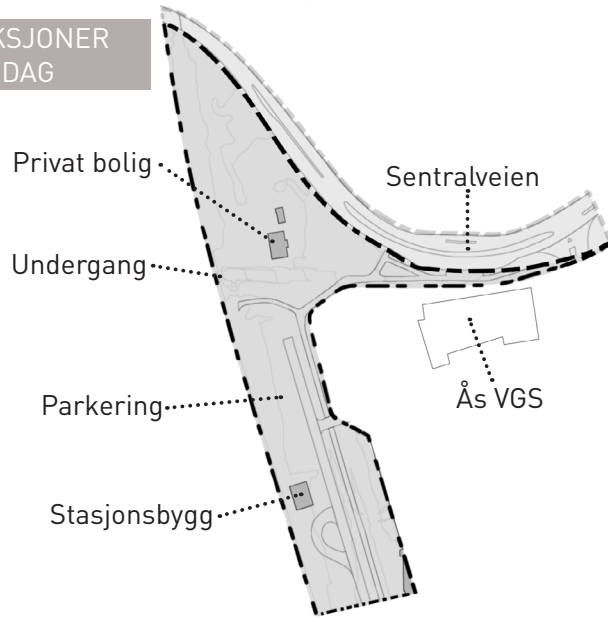 KSJONER
DAG
Privat bolig
Sentralveien
Undergang
Parkering
Ås VGS
Stasjonsbygg